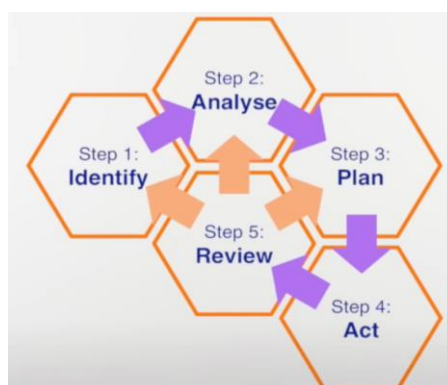 Step 1:
Identify
Step 2:
Analyse
Step 3:
Plan
Step 4:
Act
Step 5:
Review